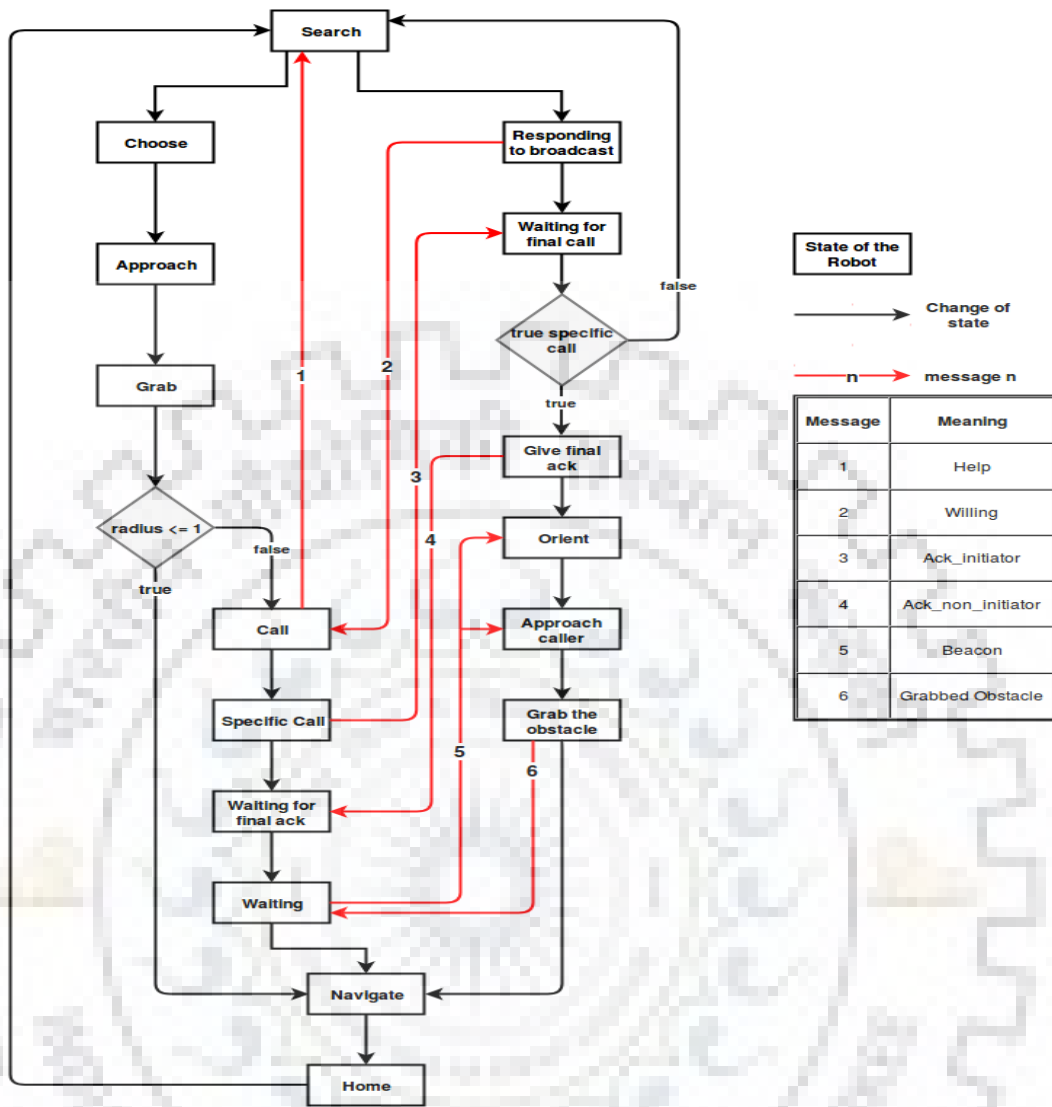 Search
Choose
Responding
to broadcast
Waiting for
final call
Approach
State of the
Robot
false
Change of
state
true specific
call
1
2
Grab
n
message n
true
Message Meaning
Give final
ack
3
1 Help
radius <= 1
2 Willing
4
false
Orient
3 Ack_initiator
true
4 Ack_non_initiator
Call
Approach
caller
5 Beacon
6 Grabbed Obstacle
Specific Call
Grab the
obstacle
5
6
Waiting for
final ack
Waiting
Navigate
Home